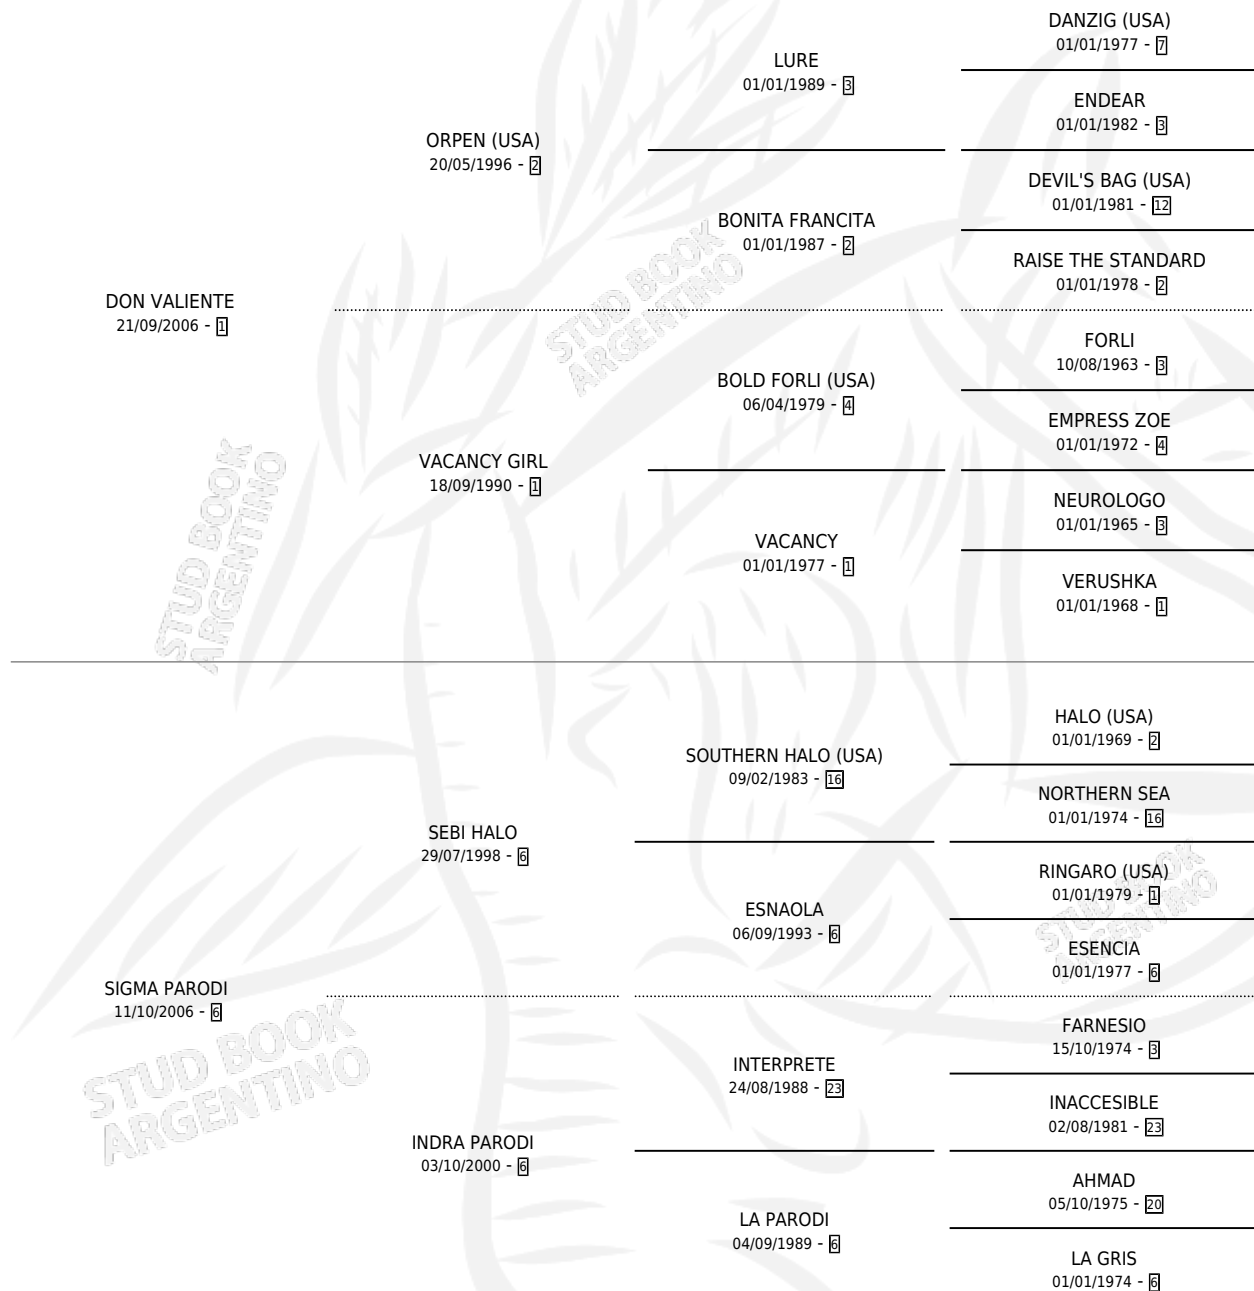 DANZIG (USA)
01/01/1977 - 7
LURE
01/01/1989 - 3
ENDEAR
01/01/1982 - 3
ORPEN (USA)
20/05/1996 - 2
DEVIL'S BAG (USA)
01/01/1981 - 12
BONITA FRANCITA
01/01/1987 - 2
RAISE THE STANDARD
01/01/1978 - 2
DON VALIENTE
21/09/2006 - 1
FORLI
10/08/1963 - 3
BOLD FORLI (USA)
06/04/1979 - 4
EMPRESS ZOE
01/01/1972 - 4
VACANCY GIRL
18/09/1990 - 1
NEUROLOGO
01/01/1965 - 3
VACANCY
01/01/1977 - 1
VERUSHKA
01/01/1968 - 1
HALO (USA)
01/01/1969 - 2
SOUTHERN HALO (USA)
09/02/1983 - 16
NORTHERN SEA
01/01/1974 - 16
SEBI HALO
29/07/1998 - 6
RINGARO (USA)
01/01/1979 - 1
ESNAOLA
06/09/1993 - 6
ESENCIA
01/01/1977 - 6
SIGMA PARODI
11/10/2006 - 6
FARNESIO
15/10/1974 - 3
INTERPRETE
24/08/1988 - 23
INACCESIBLE
02/08/1981 - 23
INDRA PARODI
03/10/2000 - 6
AHMAD
05/10/1975 - 20
LA PARODI
04/09/1989 - 6
LA GRIS
01/01/1974 - 6
STUD BOOK
ARGENTINO
STUD BOOK
ARGENTINO
STUD BOOK
ARGENTINO
STUD BOOK
ARGENTINO